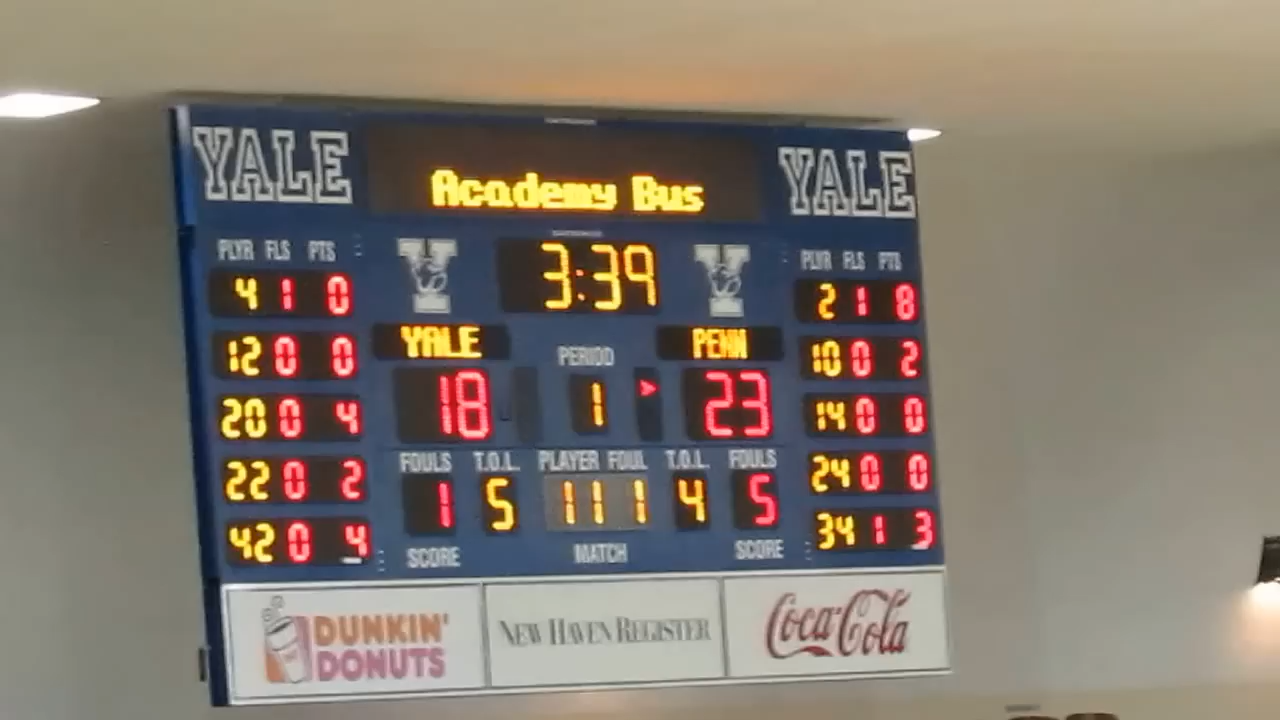 YALE Academy Bus YALE
3:39
PLYR FLS PTS
4 1 0
12 0 0
20 0 4
22 0 2
42 0 4
YALE PERIOD PENN
18 1 23
FOULS T.O.L. PLAYER FOUL T.O.L. FOULS
1 5 11 1 4 5
SCORE MATCH SCORE
PLYR FLS PTS
2 1 8
10 0 2
14 0 0
24 0 0
34 1 3
DUNKIN'
DONUTS
NEW HAVEN REGISTER
Coca-Cola